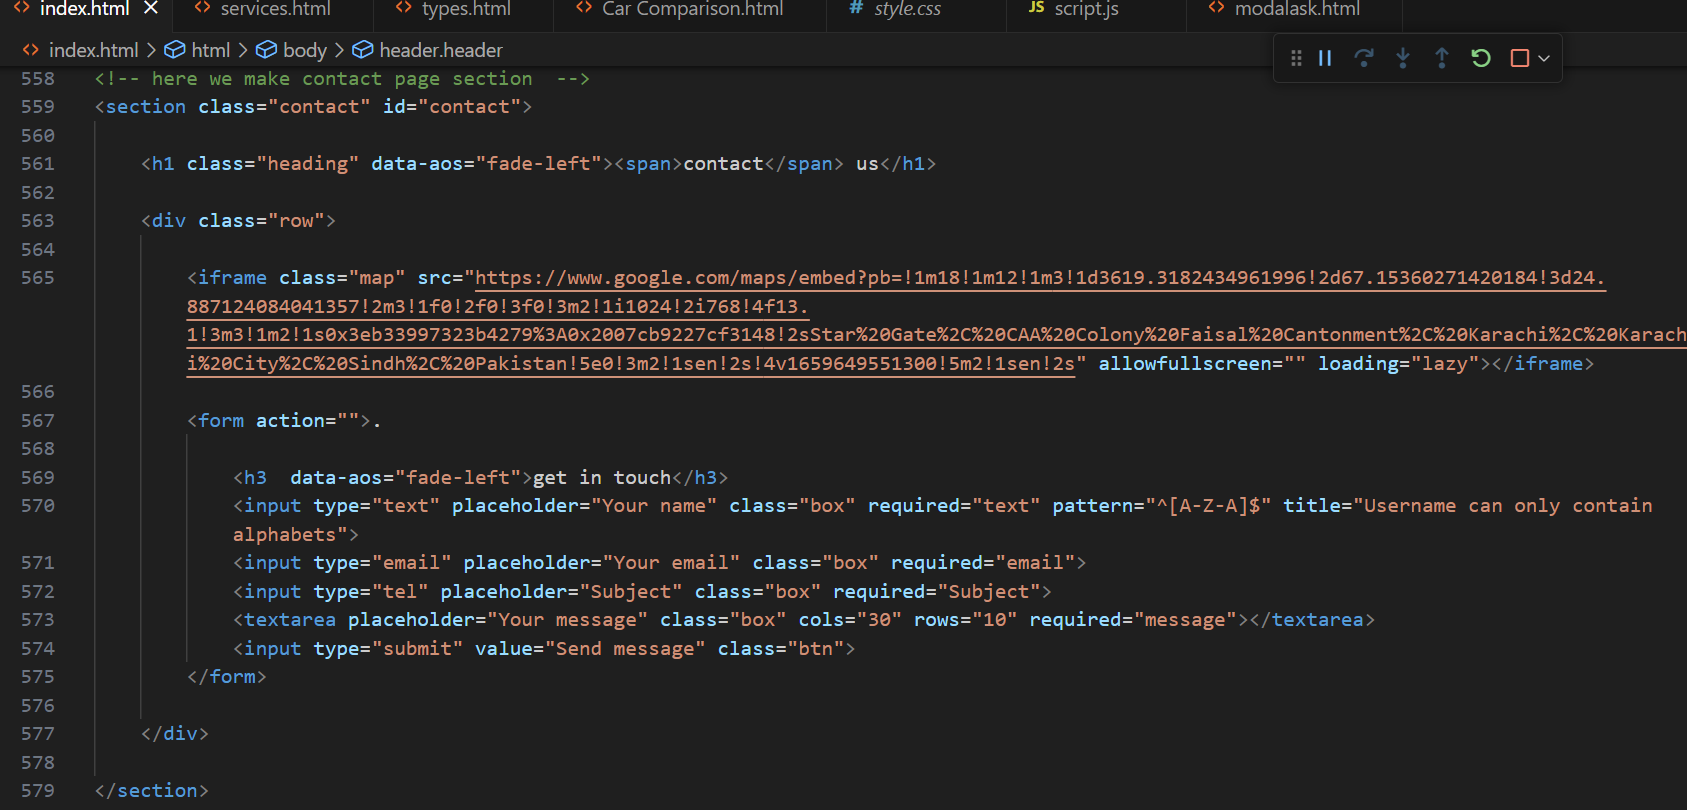 index.html services.html types.html Car Comparison.html # style.css JS script.js modalask.html
index.html > html > body > header.header
558 <!-- here we make contact page section  -->
559 <section class="contact" id="contact">
560
561 <h1 class="heading" data-aos="fade-left"><span>contact</span> us</h1>
562
563 <div class="row">
564
565 <iframe class="map" src="https://www.google.com/maps/embed?pb=!1m18!1m12!1m3!1d3619.3182434961996!2d67.15360271420184!3d24.
887124084041357!2m3!1f0!2f0!3f0!3m2!1i1024!2i768!4f13.
1!3m3!1m2!1s0x3eb33997323b4279%3A0x2007cb9227cf3148!2sStar%20Gate%2C%20CAA%20Colony%20Faisal%20Cantonment%2C%20Karachi%2C%20Karach
i%20City%2C%20Sindh%2C%20Pakistan!5e0!3m2!1sen!2s!4v1659649551300!5m2!1sen!2s" allowfullscreen="" loading="lazy"></iframe>
566
567 <form action="">.
568
569 <h3  data-aos="fade-left">get in touch</h3>
570 <input type="text" placeholder="Your name" class="box" required="text" pattern="^[A-Z-A]$" title="Username can only contain
alphabets">
571 <input type="email" placeholder="Your email" class="box" required="email">
572 <input type="tel" placeholder="Subject" class="box" required="Subject">
573 <textarea placeholder="Your message" class="box" cols="30" rows="10" required="message"></textarea>
574 <input type="submit" value="Send message" class="btn">
575 </form>
576
577 </div>
578
579 </section>